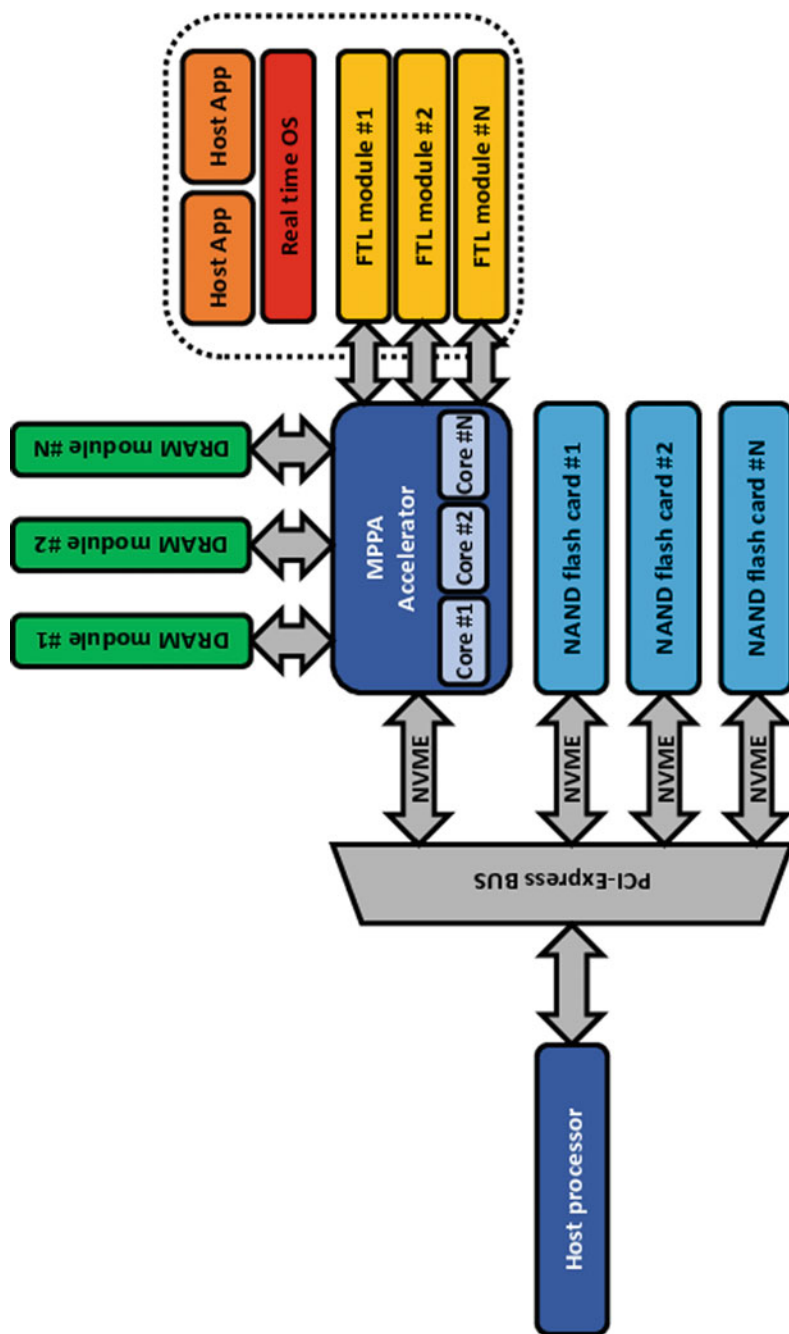 Host App
Host App
Real time OS
FTL module #1
FTL module #2
FTL module #N
DRAM module #1
DRAM module #2
DRAM module #N
MPPA
Accelerator
Core #1
Core #2
Core #N
NVME
NVME
NVME
NVME
NAND flash card #1
NAND flash card #2
NAND flash card #N
PCI-Express BUS
Host processor